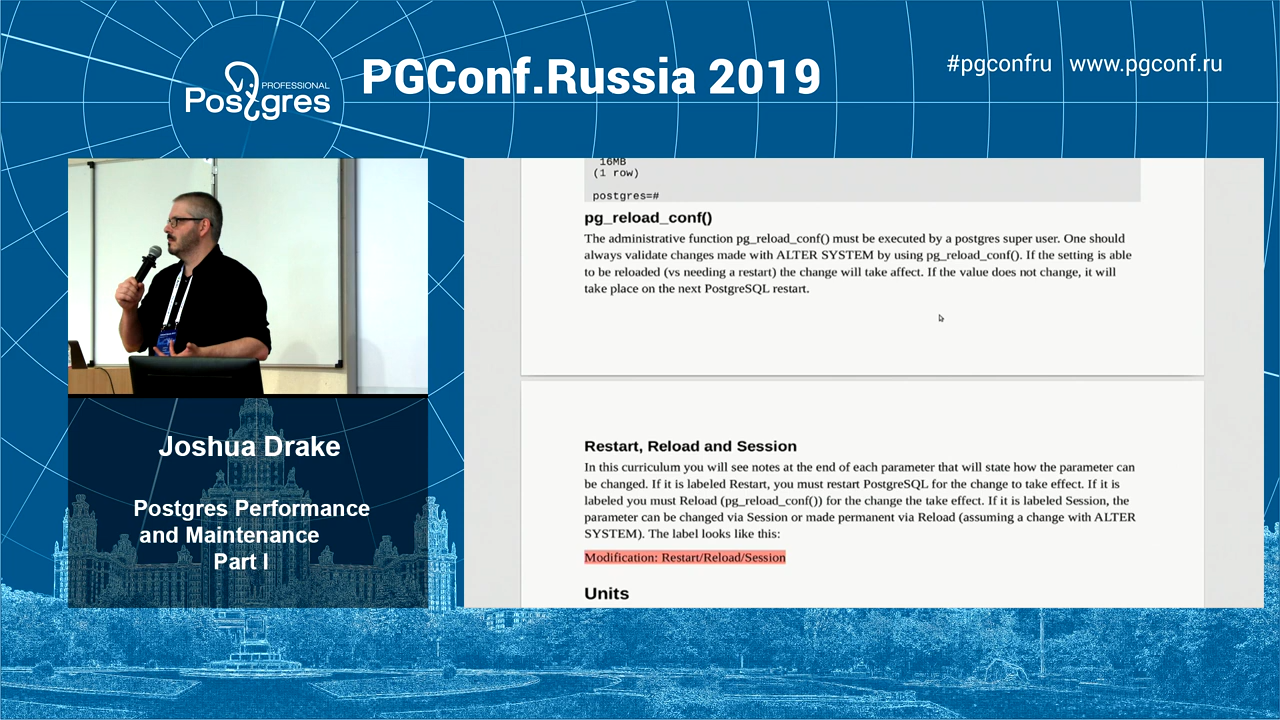 PROFESSIONAL
Postgres
PGConf.Russia 2019
#pgconfru www.pgconf.ru
16MB
(1 row)
postgres=#
pg_reload_conf()
The administrative function pg_reload_conf() must be executed by a postgres super user. One should
always validate changes made with ALTER SYSTEM by using pg_reload_conf(). If the setting is able
to be reloaded (vs needing a restart) the change will take affect. If the value does not change, it will
take place on the next PostgreSQL restart.
Restart, Reload and Session
In this curriculum you will see notes at the end of each parameter that will state how the parameter can
be changed. If it is labeled Restart, you must restart PostgreSQL for the change to take effect. If it is
labeled you must Reload (pg_reload_conf()) for the change the take effect. If it is labeled Session, the
parameter can be changed via Session or made permanent via Reload (assuming a change with ALTER
SYSTEM). The label looks like this:
Modification: Restart/Reload/Session
Units
Joshua Drake
Postgres Performance
and Maintenance
Part I